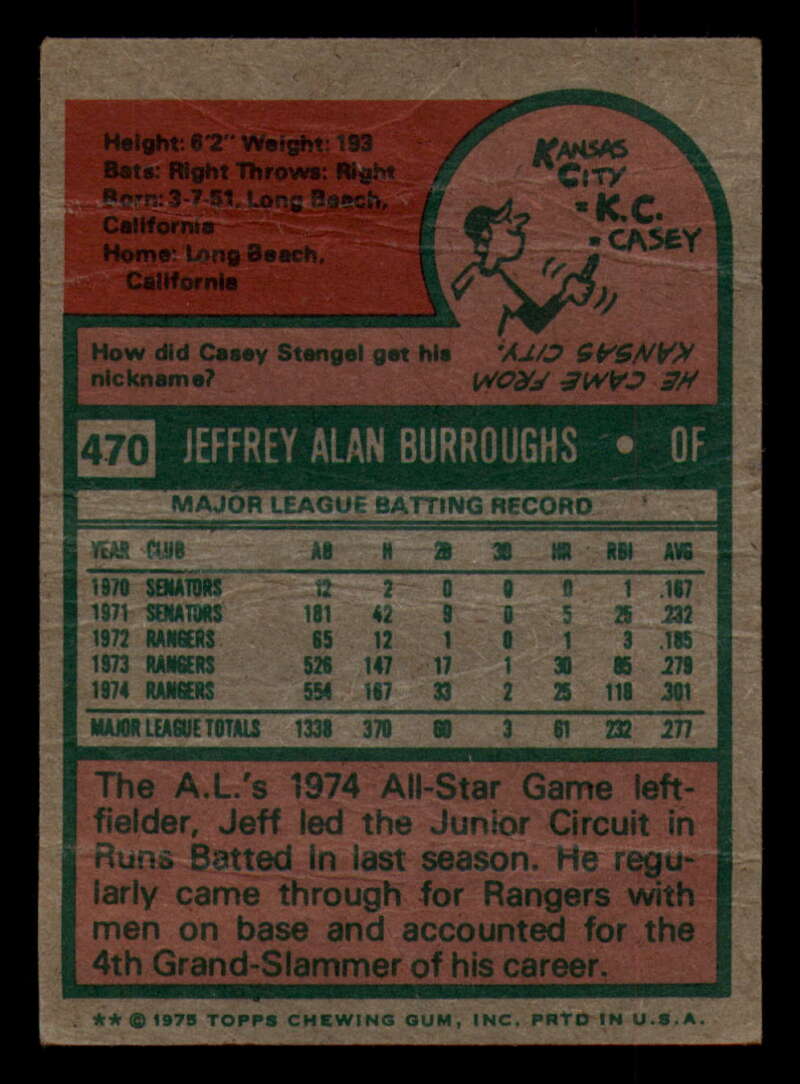 Height: 6'2" Weight: 193
Bats: Right Throws: Right
Born: 3-7-51, Long Beach,
California
Home: Long Beach,
California
KANSAS
CITY
= K.C.
= CASEY
How did Casey Stengel get his
nickname?
HE CAME FROM
KANSAS CITY.
470 JEFFREY ALAN BURROUGHS • OF
MAJOR LEAGUE BATTING RECORD
YEAR CLUB AB H 2B 3B HR RBI AVG
1970 SENATORS 12 2 0 0 0 1 .167
1971 SENATORS 181 42 9 0 5 25 .232
1972 RANGERS 65 12 1 0 1 3 .185
1973 RANGERS 526 147 17 1 30 85 .279
1974 RANGERS 554 167 33 2 25 118 .301
MAJOR LEAGUE TOTALS 1338 370 60 3 61 232 .277
The A.L.'s 1974 All-Star Game left-
fielder, Jeff led the Junior Circuit in
Runs Batted In last season. He regu-
larly came through for Rangers with
men on base and accounted for the
4th Grand-Slammer of his career.
** © 1975 TOPPS CHEWING GUM, INC. PRTD IN U.S.A.